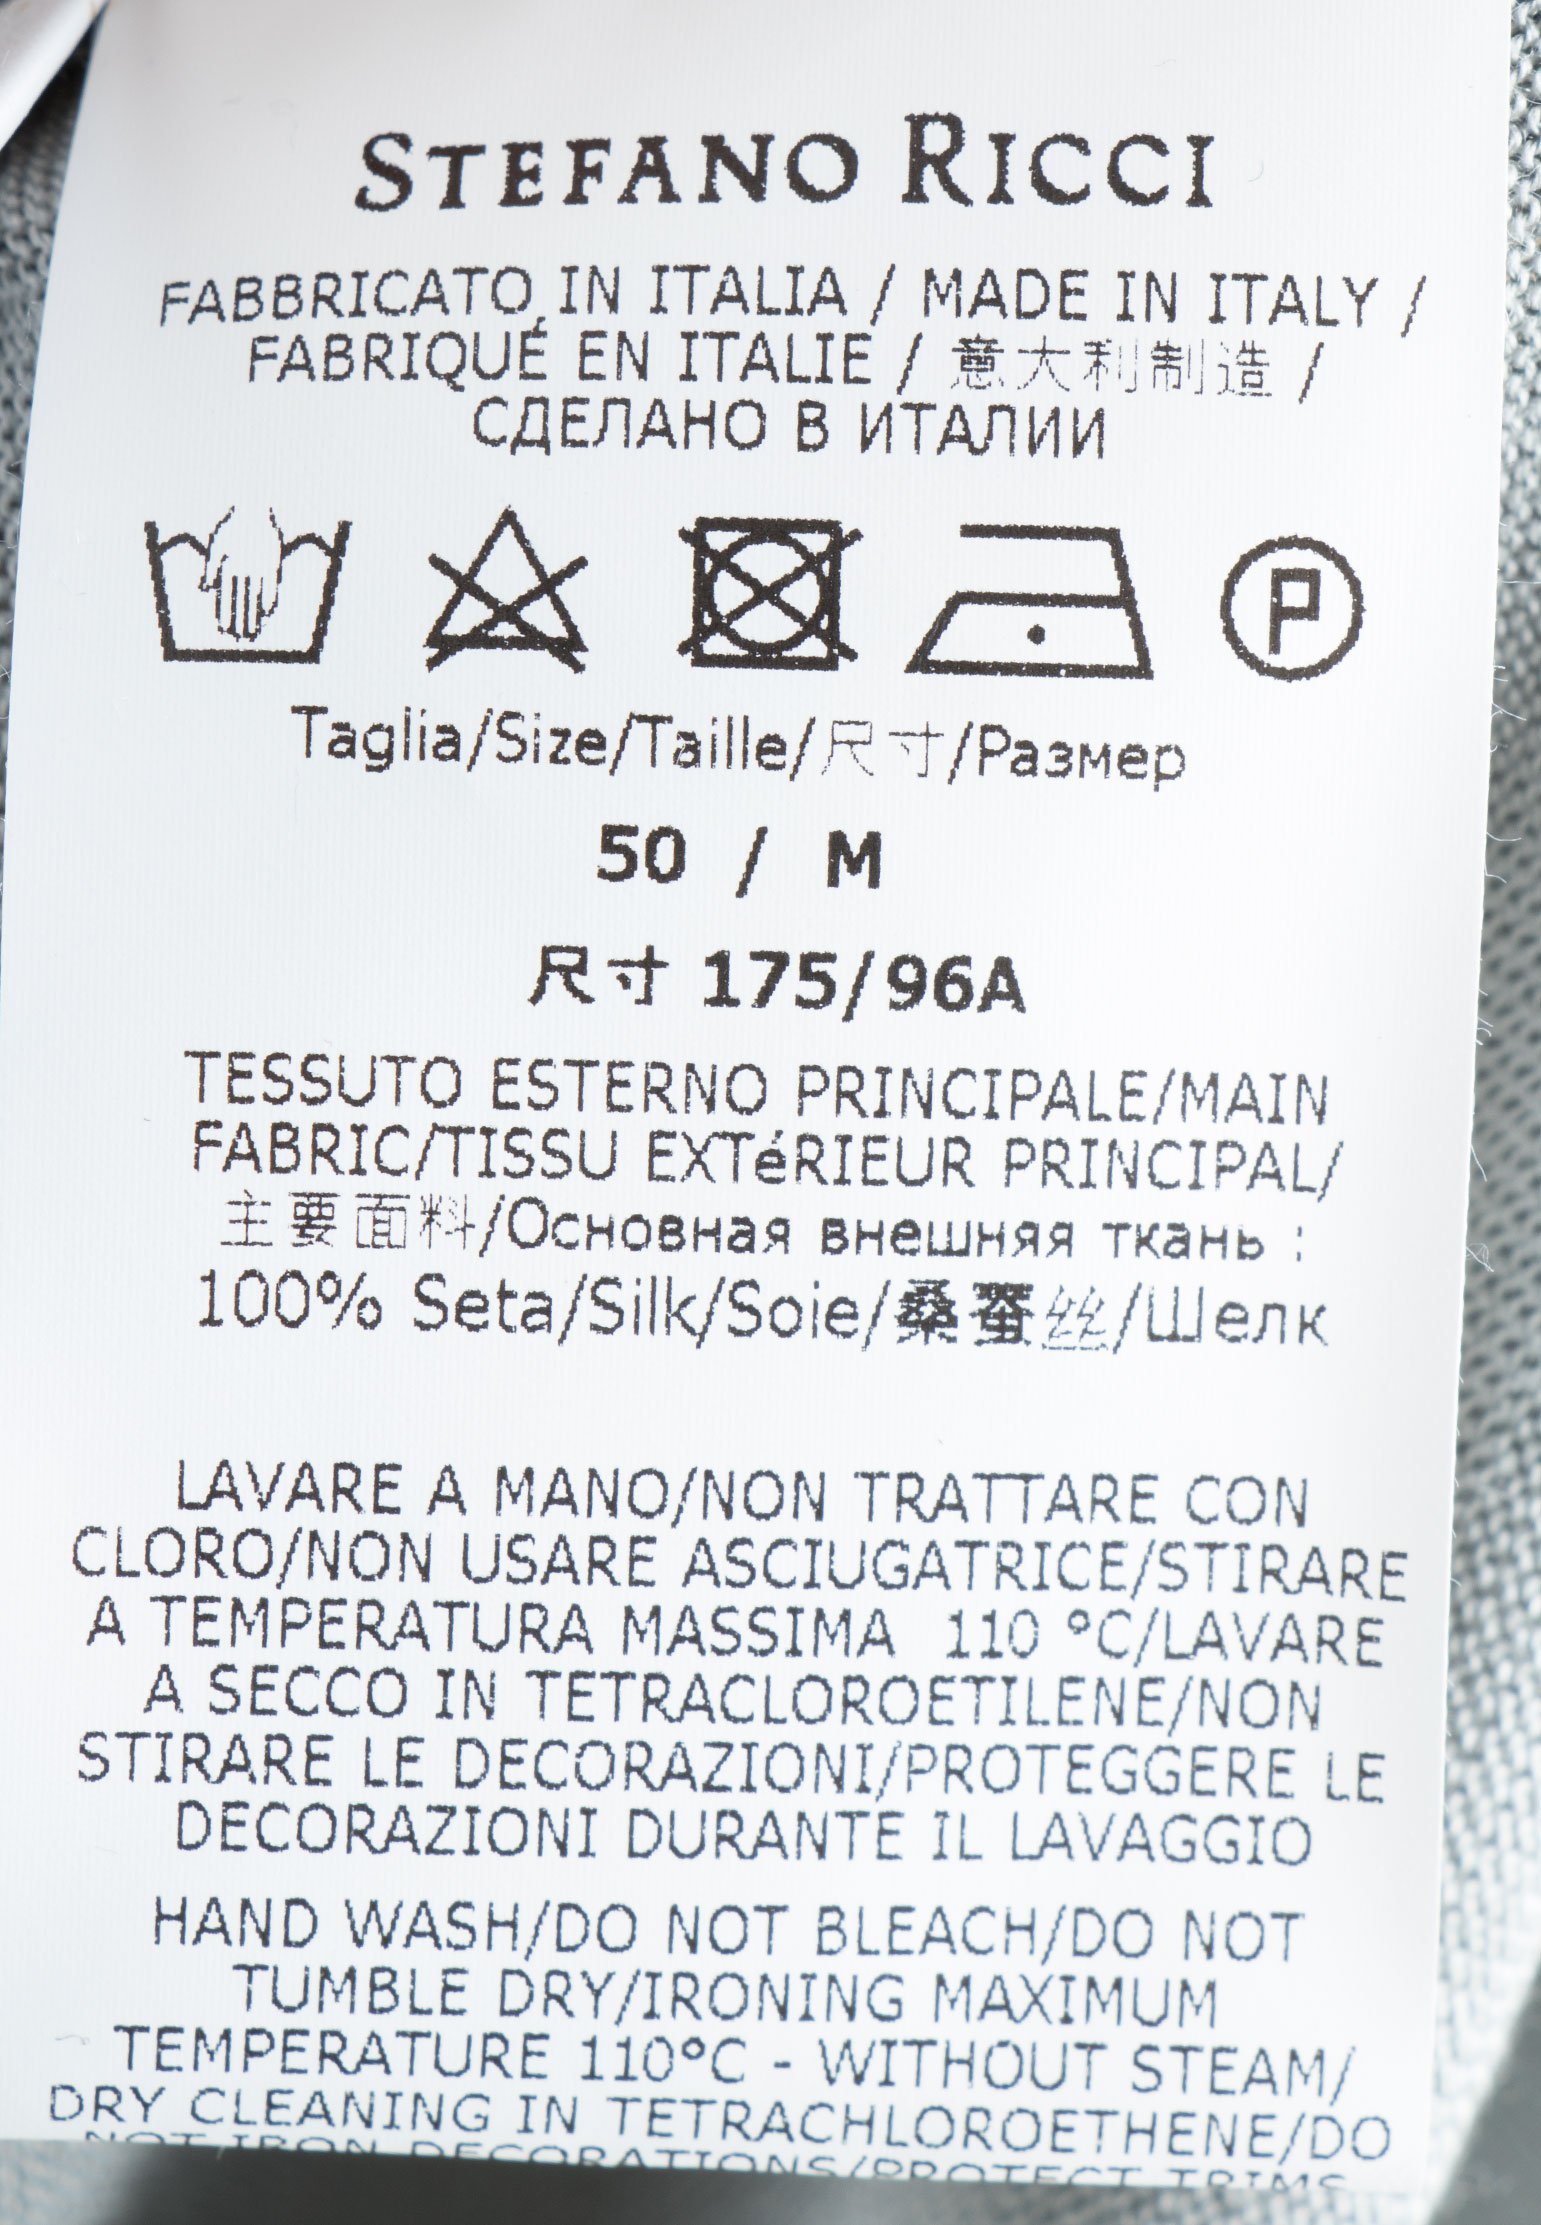 STEFANO RICCI
FABBRICATO IN ITALIA / MADE IN ITALY /
FABRIQUÉ EN ITALIE / 意大利制造 /
СДЕЛАНО В ИТАЛИИ
P
Taglia/Size/Taille/尺寸/Размер
50 / M
尺寸 175/96A
TESSUTO ESTERNO PRINCIPALE/MAIN
FABRIC/TISSU EXTéRIEUR PRINCIPAL/
主要面料/Основная внешняя ткань :
100% Seta/Silk/Soie/桑蚕丝/Шелк
LAVARE A MANO/NON TRATTARE CON
CLORO/NON USARE ASCIUGATRICE/STIRARE
A TEMPERATURA MASSIMA 110 °C/LAVARE
A SECCO IN TETRACLOROETILENE/NON
STIRARE LE DECORAZIONI/PROTEGGERE LE
DECORAZIONI DURANTE IL LAVAGGIO
HAND WASH/DO NOT BLEACH/DO NOT
TUMBLE DRY/IRONING MAXIMUM
TEMPERATURE 110°C - WITHOUT STEAM/
DRY CLEANING IN TETRACHLOROETHENE/DO
NOT IRON DECORATIONS/PROTECT TRIMS